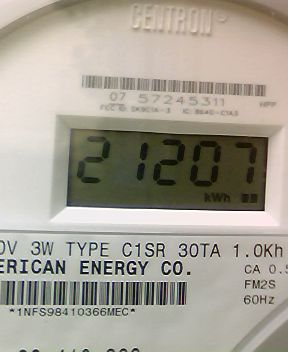 CENTRON
07 57245311
21207
kWh
0V 3W TYPE C1SR 30TA 1.0Kh
ERICAN ENERGY CO.
CA 0.5
FM2S
60Hz
*1NFS98410366MEC*